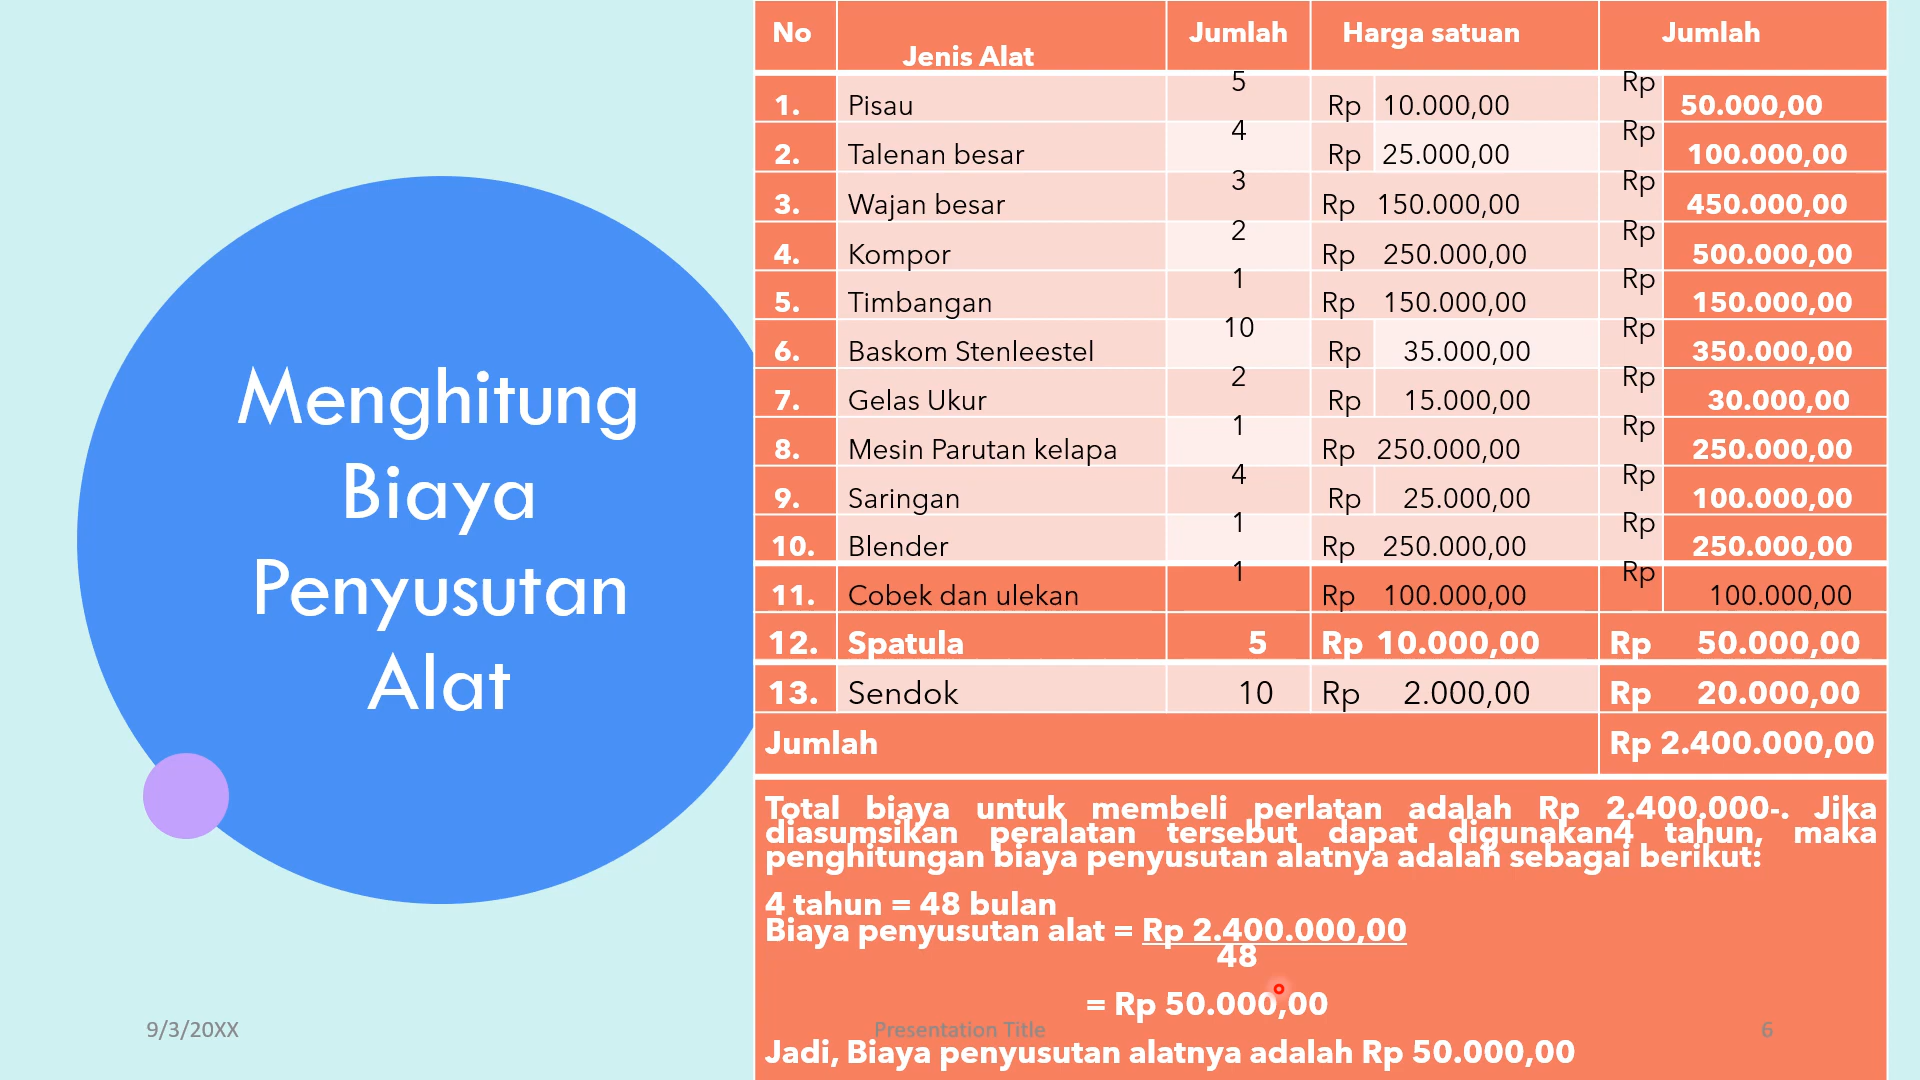 Menghitung
Biaya
Penyusutan
Alat
No Jenis Alat Jumlah Harga satuan Jumlah
1. Pisau 5 Rp 10.000,00 Rp 50.000,00
2. Talenan besar 4 Rp 25.000,00 Rp 100.000,00
3. Wajan besar 3 Rp 150.000,00 Rp 450.000,00
4. Kompor 2 Rp 250.000,00 Rp 500.000,00
5. Timbangan 1 Rp 150.000,00 Rp 150.000,00
6. Baskom Stenleestel 10 Rp 35.000,00 Rp 350.000,00
7. Gelas Ukur 2 Rp 15.000,00 Rp 30.000,00
8. Mesin Parutan kelapa 1 Rp 250.000,00 Rp 250.000,00
9. Saringan 4 Rp 25.000,00 Rp 100.000,00
10. Blender 1 Rp 250.000,00 Rp 250.000,00
11. Cobek dan ulekan 1 Rp 100.000,00 Rp 100.000,00
12. Spatula 5 Rp 10.000,00 Rp 50.000,00
13. Sendok 10 Rp 2.000,00 Rp 20.000,00
Jumlah Rp 2.400.000,00
Total biaya untuk membeli perlatan adalah Rp 2.400.000-. Jika
diasumsikan peralatan tersebut dapat digunakan4 tahun, maka
penghitungan biaya penyusutan alatnya adalah sebagai berikut:
4 tahun = 48 bulan
Biaya penyusutan alat = Rp 2.400.000,00
48
= Rp 50.000,00
Jadi, Biaya penyusutan alatnya adalah Rp 50.000,00
9/3/20XX
Presentation Title
6